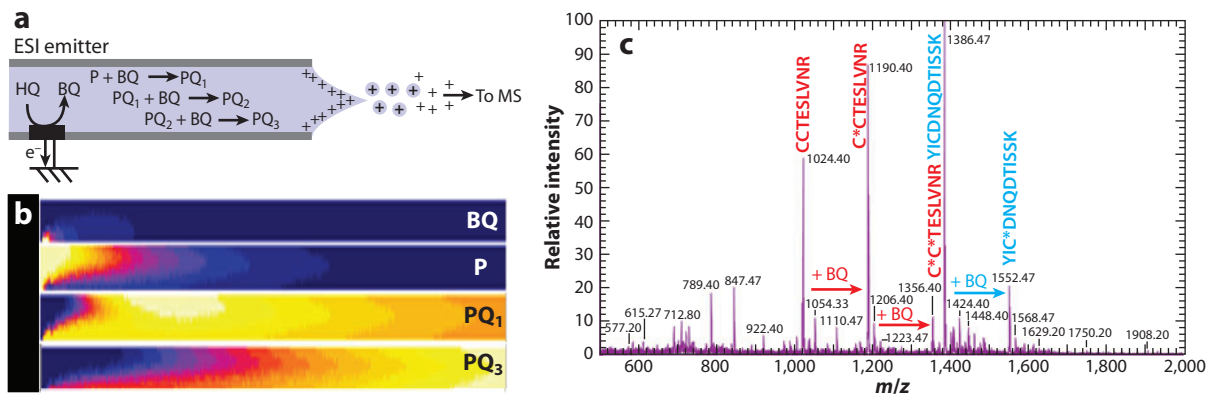 a
ESI emitter
HQ
BQ
P + BQ → PQ₁
PQ₁ + BQ → PQ₂
PQ₂ + BQ → PQ₃
e⁻
+ + + + + + + + + + + + + + + + + + + + + + + +
To MS
b
BQ
P
PQ₁
PQ₃
c
Relative intensity
100
90
80
70
60
50
40
30
20
10
0
CCTESLVNR
C*CTESLVNR
C*C*TESLVNR
YICDNQDTISSK
YIC*DNQDTISSK
1386.47
1190.40
1024.40
+ BQ
+ BQ
+ BQ
577.20
615.27
712.80
789.40
847.47
922.40
1054.33
1110.47
1206.40
1223.47
1356.40
1424.40
1448.40
1552.47
1568.47
1629.20
1750.20
1908.20
600
800
1,000
1,200
1,400
1,600
1,800
2,000
m/z